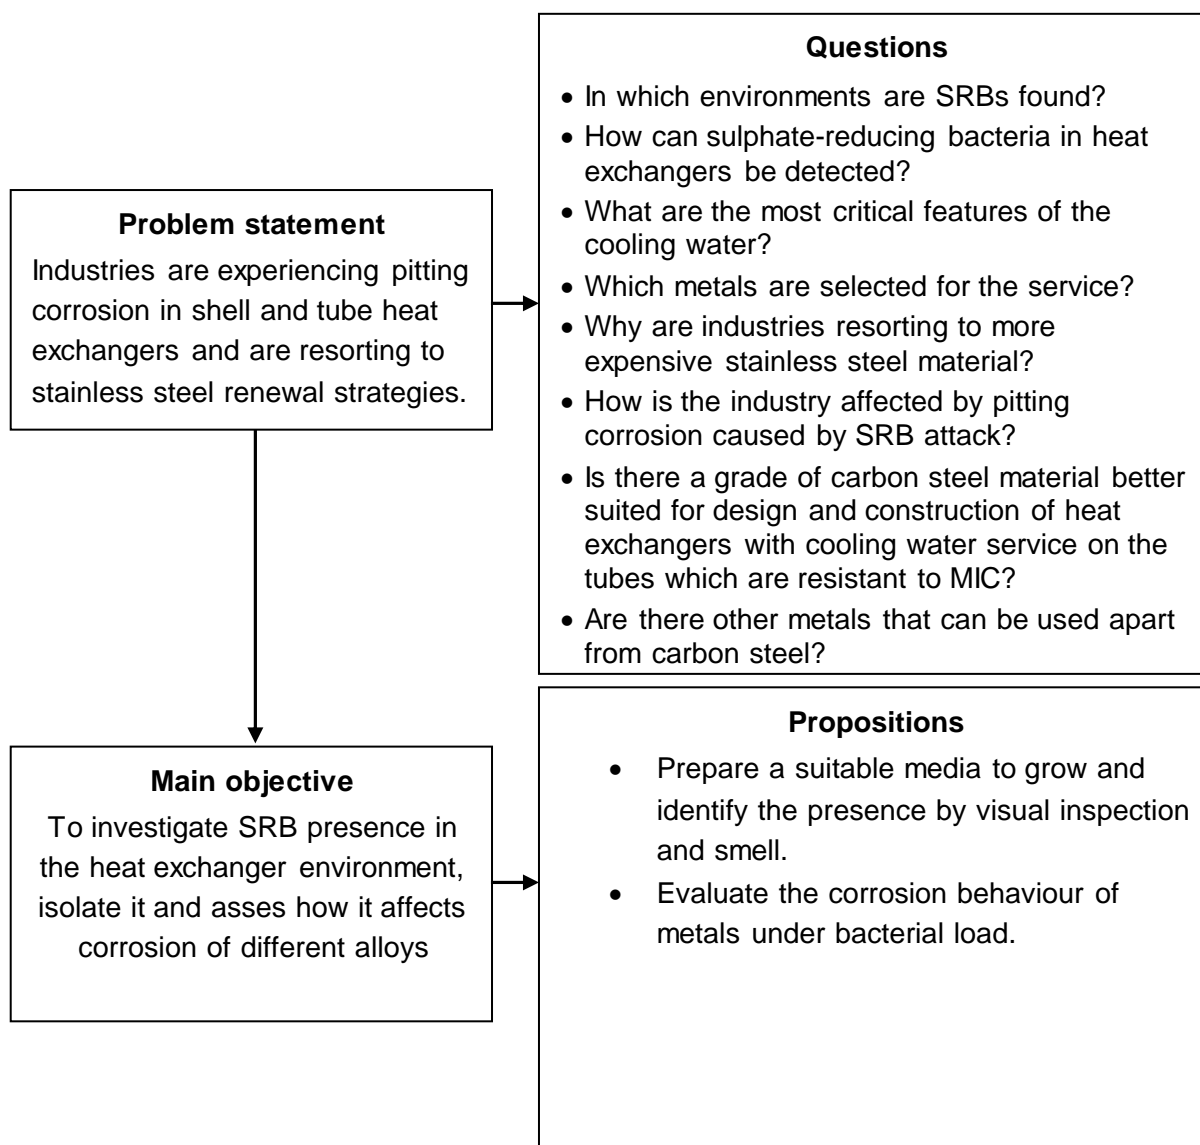 Problem statement
Industries are experiencing pitting
corrosion in shell and tube heat
exchangers and are resorting to
stainless steel renewal strategies.
Questions
• In which environments are SRBs found?
• How can sulphate-reducing bacteria in heat
exchangers be detected?
• What are the most critical features of the
cooling water?
• Which metals are selected for the service?
• Why are industries resorting to more
expensive stainless steel material?
• How is the industry affected by pitting
corrosion caused by SRB attack?
• Is there a grade of carbon steel material better
suited for design and construction of heat
exchangers with cooling water service on the
tubes which are resistant to MIC?
• Are there other metals that can be used apart
from carbon steel?
Main objective
To investigate SRB presence in
the heat exchanger environment,
isolate it and asses how it affects
corrosion of different alloys
Propositions
• Prepare a suitable media to grow and
identify the presence by visual inspection
and smell.
• Evaluate the corrosion behaviour of
metals under bacterial load.